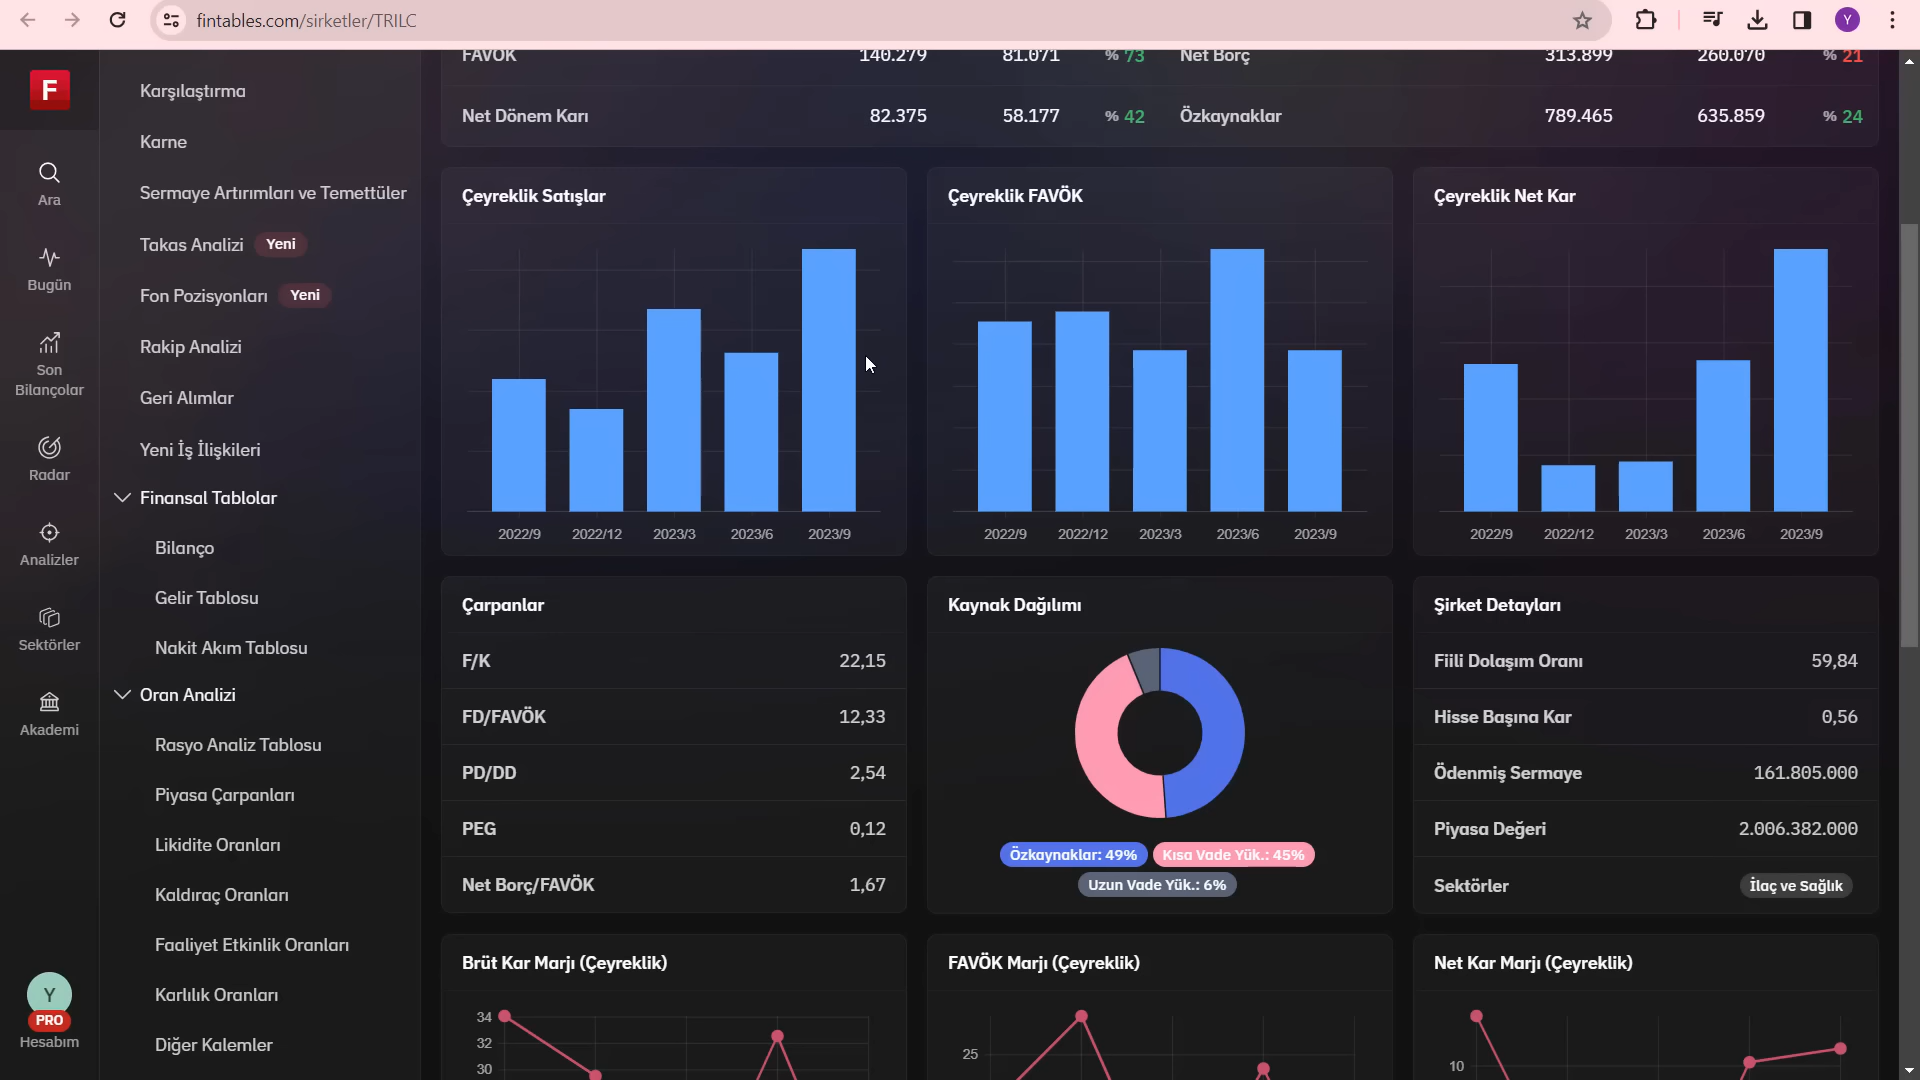 fintables.com/sirketler/TRILC
Y
F
Ara
Bugün
Son
Bilançolar
Radar
Analizler
Sektörler
Akademi
Y
PRO
Hesabım
Karşılaştırma
Karne
Sermaye Artırımları ve Temettüler
Takas Analizi Yeni
Fon Pozisyonları Yeni
Rakip Analizi
Geri Alımlar
Yeni İş İlişkileri
Finansal Tablolar
Bilanço
Gelir Tablosu
Nakit Akım Tablosu
Oran Analizi
Rasyo Analiz Tablosu
Piyasa Çarpanları
Likidite Oranları
Kaldıraç Oranları
Faaliyet Etkinlik Oranları
Karlılık Oranları
Diğer Kalemler
FAVÖK 140.279 81.071 % 73 Net Borç 313.899 260.070 % 21
Net Dönem Karı 82.375 58.177 % 42 Özkaynaklar 789.465 635.859 % 24
Çeyreklik Satışlar
2022/9 2022/12 2023/3 2023/6 2023/9
Çeyreklik FAVÖK
2022/9 2022/12 2023/3 2023/6 2023/9
Çeyreklik Net Kar
2022/9 2022/12 2023/3 2023/6 2023/9
Çarpanlar
F/K 22,15
FD/FAVÖK 12,33
PD/DD 2,54
PEG 0,12
Net Borç/FAVÖK 1,67
Kaynak Dağılımı
Özkaynaklar: 49% Kısa Vade Yük.: 45%
Uzun Vade Yük.: 6%
Şirket Detayları
Fiili Dolaşım Oranı 59,84
Hisse Başına Kar 0,56
Ödenmiş Sermaye 161.805.000
Piyasa Değeri 2.006.382.000
Sektörler İlaç ve Sağlık
Brüt Kar Marjı (Çeyreklik)
34
32
30
FAVÖK Marjı (Çeyreklik)
25
Net Kar Marjı (Çeyreklik)
10